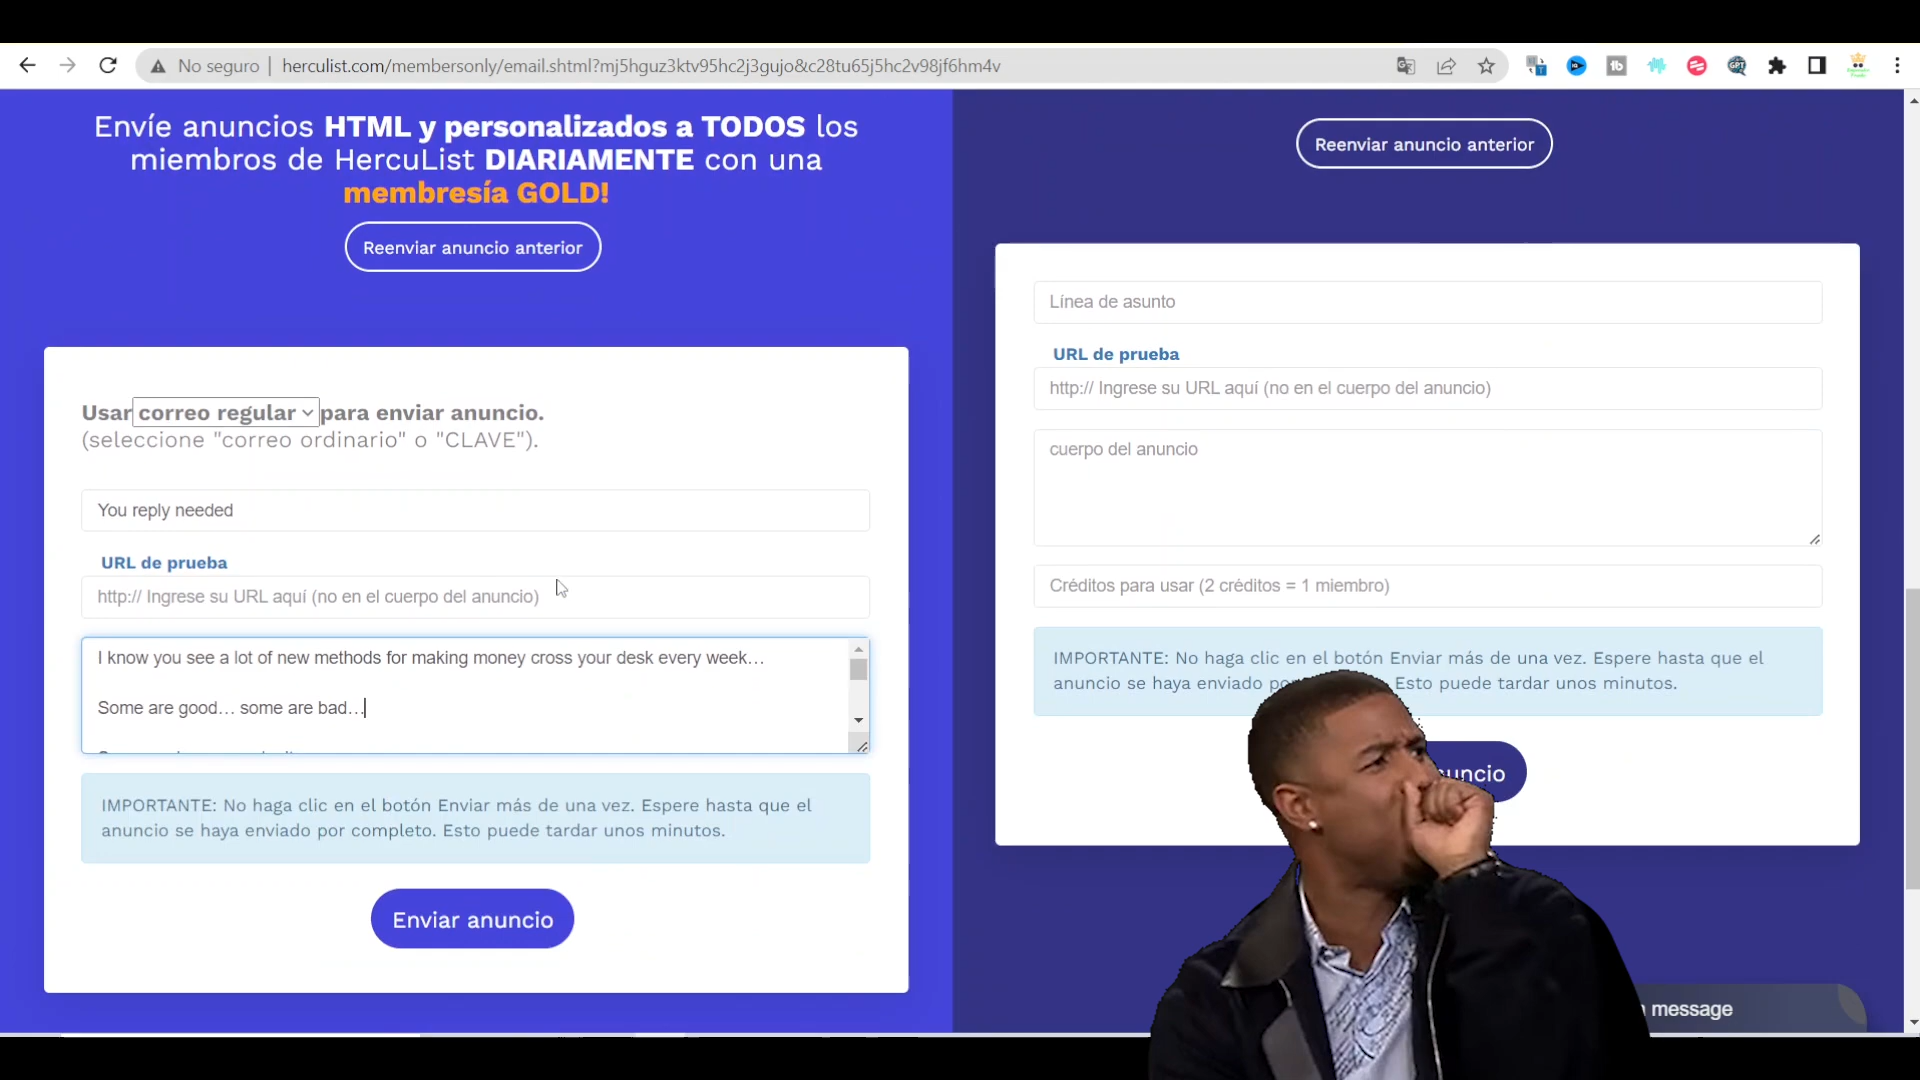 No seguro | herculist.com/membersonly/email.shtml?mj5hguz3ktv95hc2j3gujo&c28tu65j5hc2v98jf6hm4v
Envíe anuncios HTML y personalizados a TODOS los
miembros de HercuList DIARIAMENTE con una
membresía GOLD!
Reenviar anuncio anterior
Usar correo regular para enviar anuncio.
(seleccione "correo ordinario" o "CLAVE").
You reply needed
URL de prueba
http:// Ingrese su URL aquí (no en el cuerpo del anuncio)
I know you see a lot of new methods for making money cross your desk every week…
Some are good… some are bad…
IMPORTANTE: No haga clic en el botón Enviar más de una vez. Espere hasta que el
anuncio se haya enviado por completo. Esto puede tardar unos minutos.
Enviar anuncio
Reenviar anuncio anterior
Línea de asunto
URL de prueba
http:// Ingrese su URL aquí (no en el cuerpo del anuncio)
cuerpo del anuncio
Créditos para usar (2 créditos = 1 miembro)
IMPORTANTE: No haga clic en el botón Enviar más de una vez. Espere hasta que el
anuncio se haya enviado Esto puede tardar unos minutos.
message